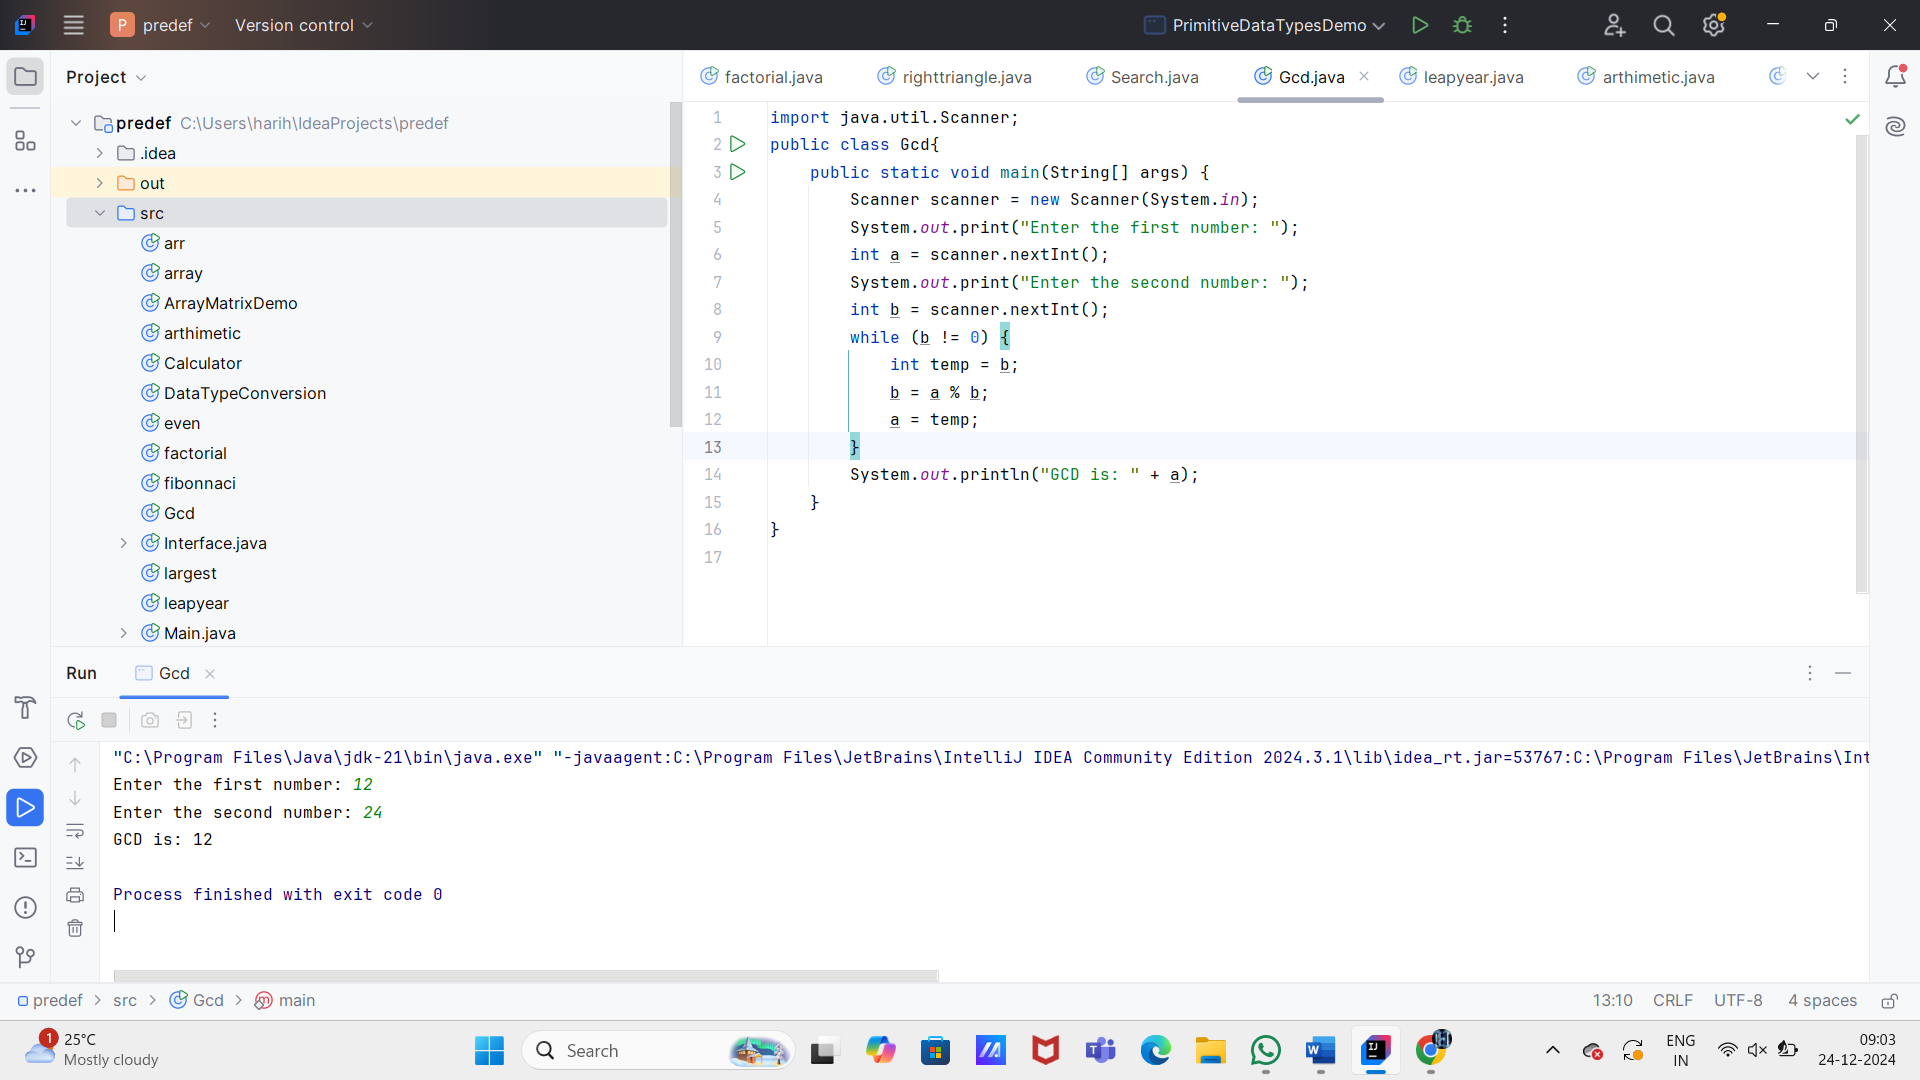 P predef Version control PrimitiveDataTypesDemo
Project
predef C:\Users\harih\IdeaProjects\predef
.idea
out
src
arr
array
ArrayMatrixDemo
arthimetic
Calculator
DataTypeConversion
even
factorial
fibonnaci
Gcd
Interface.java
largest
leapyear
Main.java
factorial.java righttriangle.java Search.java Gcd.java leapyear.java arthimetic.java
1 import java.util.Scanner;
2 public class Gcd{
3 public static void main(String[] args) {
4 Scanner scanner = new Scanner(System.in);
5 System.out.print("Enter the first number: ");
6 int a = scanner.nextInt();
7 System.out.print("Enter the second number: ");
8 int b = scanner.nextInt();
9 while (b != 0) {
10 int temp = b;
11 b = a % b;
12 a = temp;
13 }
14 System.out.println("GCD is: " + a);
15 }
16 }
17
Run Gcd
"C:\Program Files\Java\jdk-21\bin\java.exe" "-javaagent:C:\Program Files\JetBrains\IntelliJ IDEA Community Edition 2024.3.1\lib\idea_rt.jar=53767:C:\Program Files\JetBrains\Int
Enter the first number: 12
Enter the second number: 24
GCD is: 12
Process finished with exit code 0
predef > src > Gcd > main 13:10 CRLF UTF-8 4 spaces
1 25°C
Mostly cloudy
Search
ENG
IN
09:03
24-12-2024